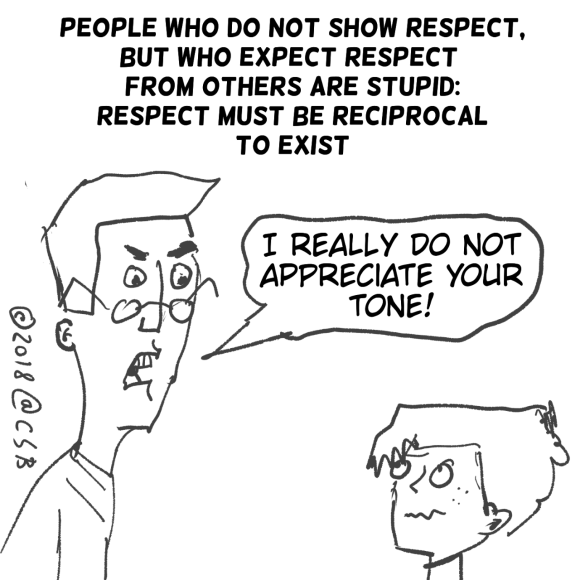 PEOPLE WHO DO NOT SHOW RESPECT,
BUT WHO EXPECT RESPECT
FROM OTHERS ARE STUPID:
RESPECT MUST BE RECIPROCAL
TO EXIST
I REALLY DO NOT
APPRECIATE YOUR
TONE!
©2018@CSB